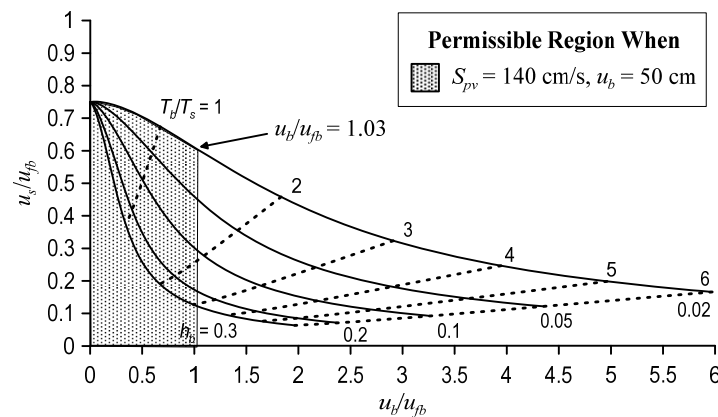 Permissible Region When
S_pv = 140 cm/s, u_b = 50 cm
1
0.9
0.8
0.7
0.6
0.5
0.4
0.3
0.2
0.1
0
u_s/u_fb
T_b/T_s = 1
u_b/u_fb = 1.03
2
3
4
5
6
h_b = 0.3
0.2
0.1
0.05
0.02
0 0.5 1 1.5 2 2.5 3 3.5 4 4.5 5 5.5 6
u_b/u_fb